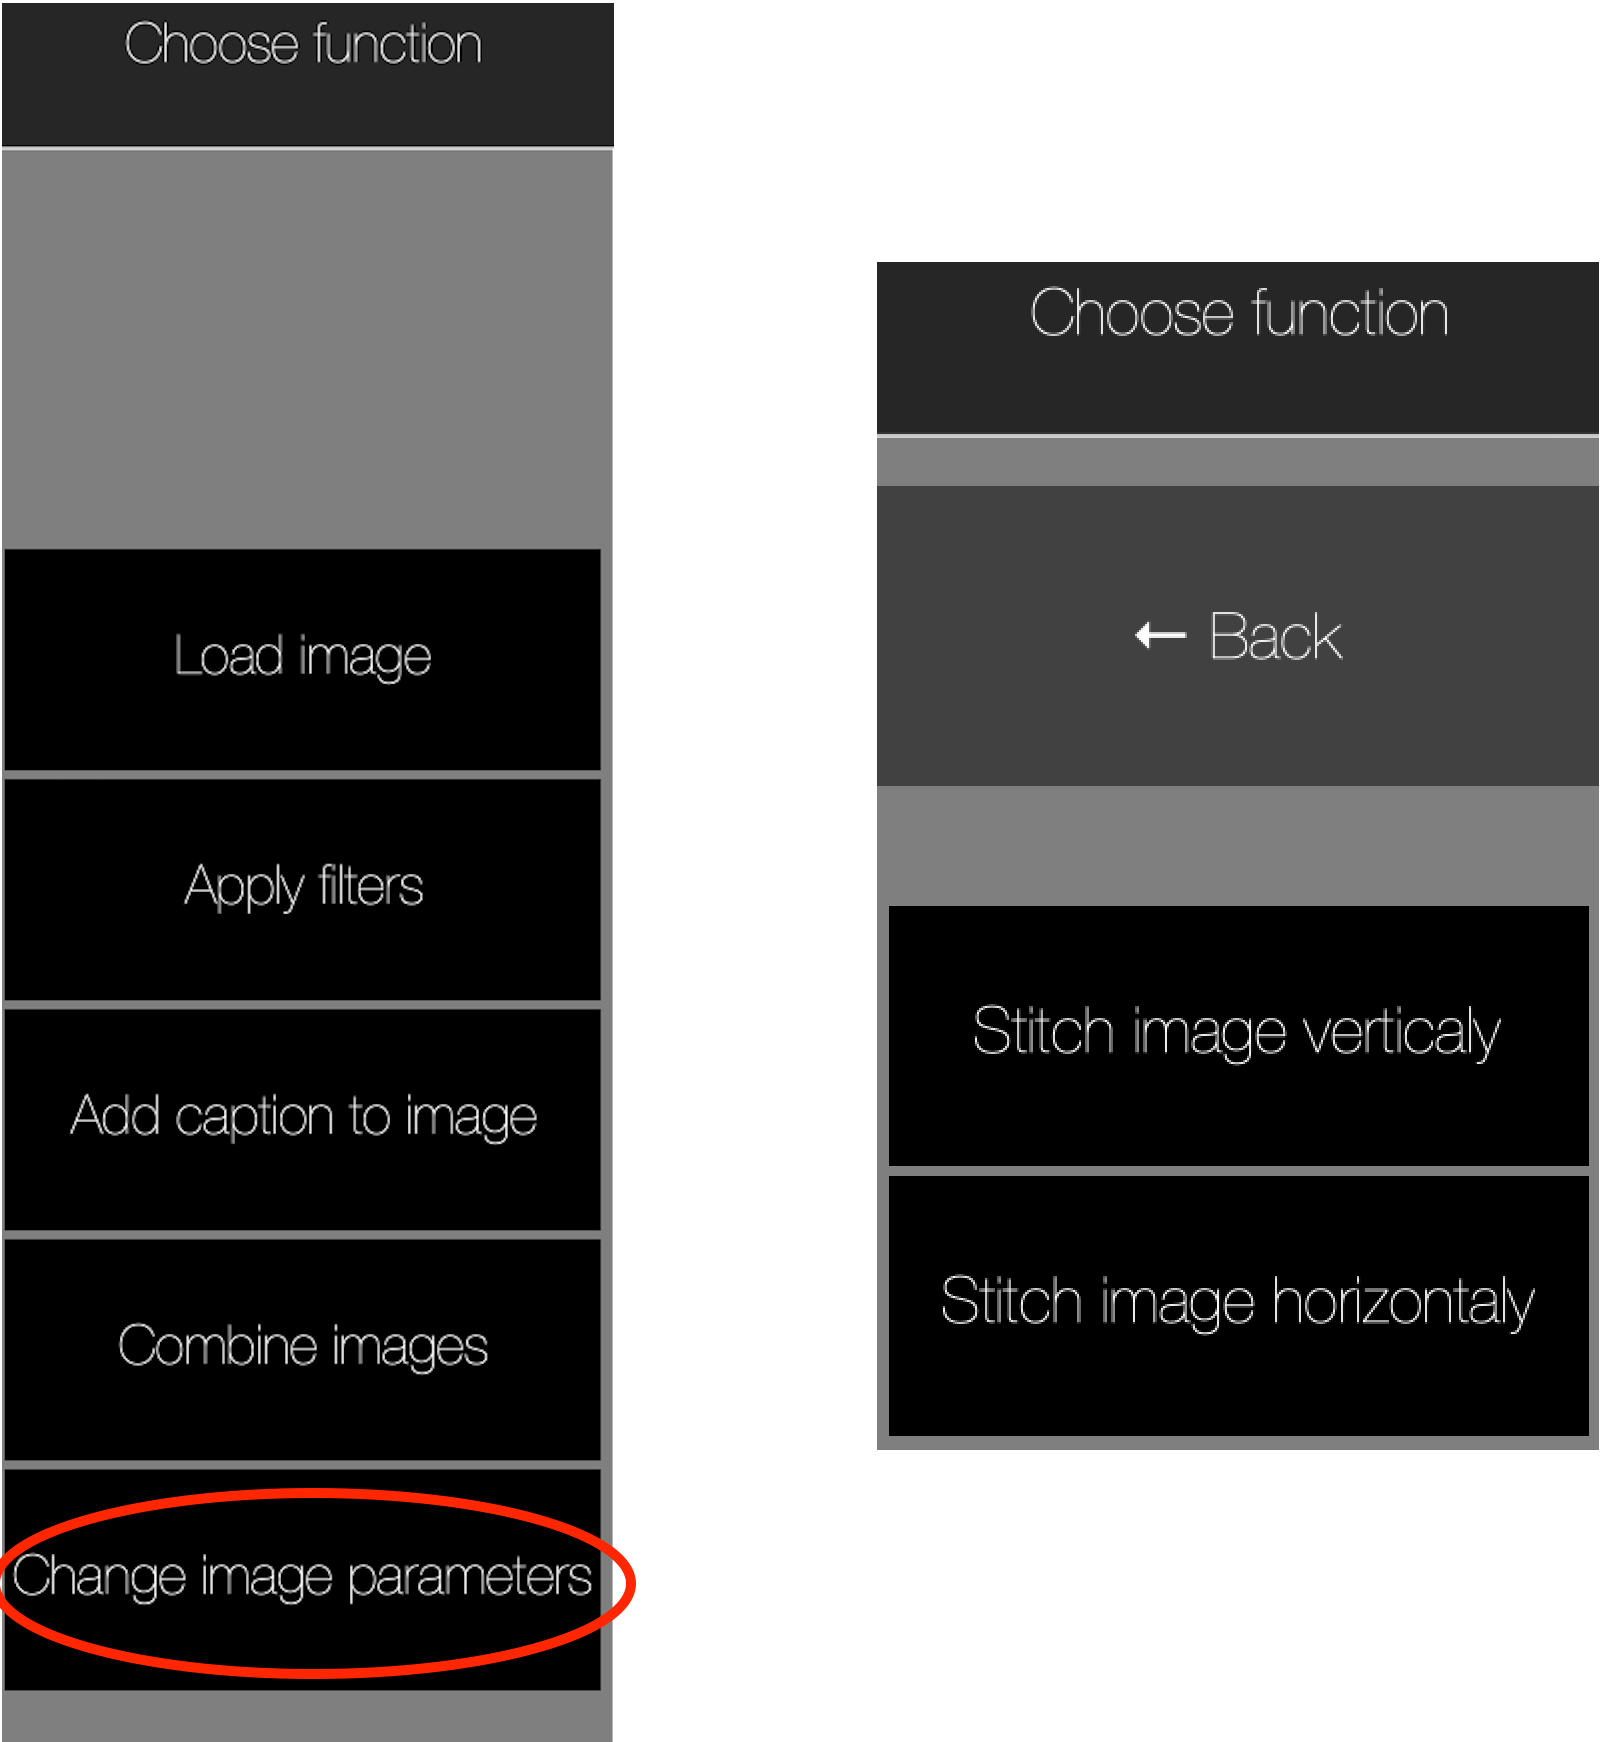 Choose function
Load image
Apply filters
Add caption to image
Combine images
Change image parameters
Choose function
← Back
Stitch image verticaly
Stitch image horizontaly